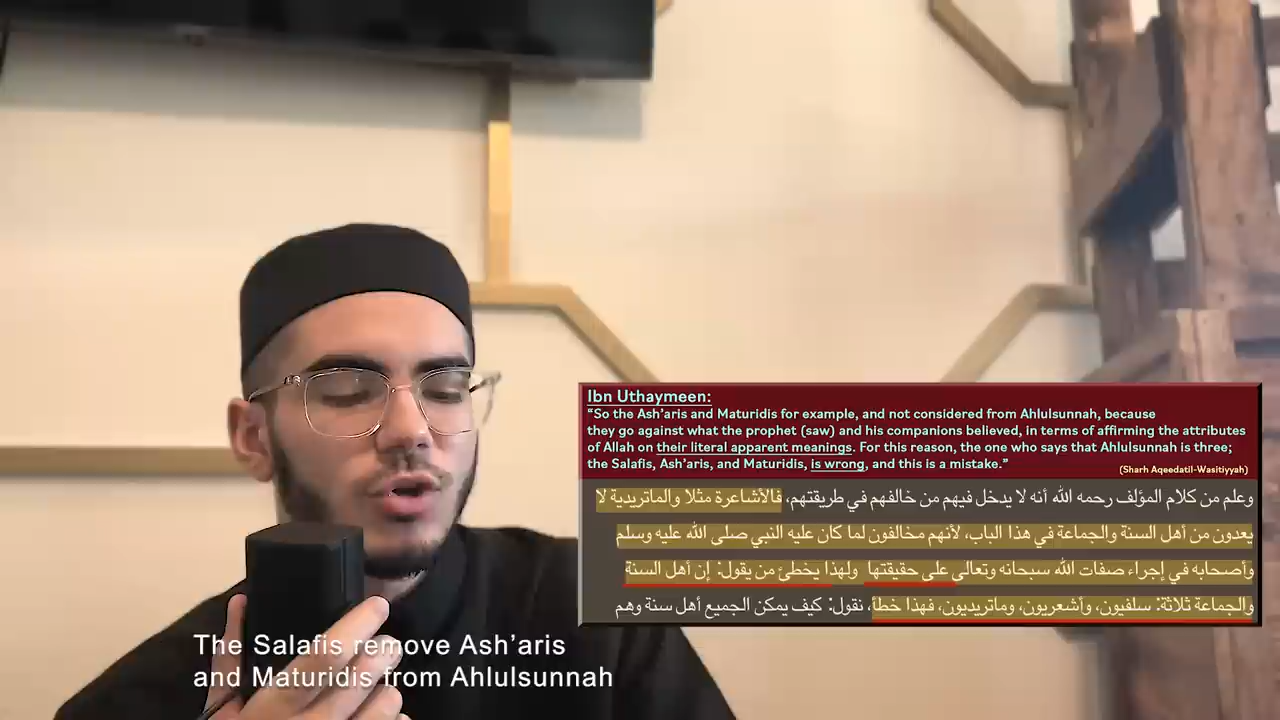 Ibn Uthaymeen:
“So the Ash’aris and Maturidis for example, and not considered from Ahlulsunnah, because
they go against what the prophet (saw) and his companions believed, in terms of affirming the attributes
of Allah on their literal apparent meanings. For this reason, the one who says that Ahlulsunnah is three;
the Salafis, Ash’aris, and Maturidis, is wrong, and this is a mistake.”
(Sharh Aqeedatil-Wasitiyyah)
وعلم من كلام المؤلف رحمه الله أنه لا يدخل فيهم من خالفهم في طريقتهم، فالأشاعرة مثلا والماتريدية لا
يعدون من أهل السنة والجماعة في هذا الباب، لأنهم مخالفون لما كان عليه النبي صلى الله عليه وسلم
وأصحابه في إجراء صفات الله سبحانه وتعالى على حقيقتها ولهذا يخطئ من يقول: إن أهل السنة
والجماعة ثلاثة: سلفيون، وأشعريون، وماتريديون، فهذا خطأ، نقول: كيف يمكن الجميع أهل سنة وهم
The Salafis remove Ash’aris
and Maturidis from Ahlulsunnah